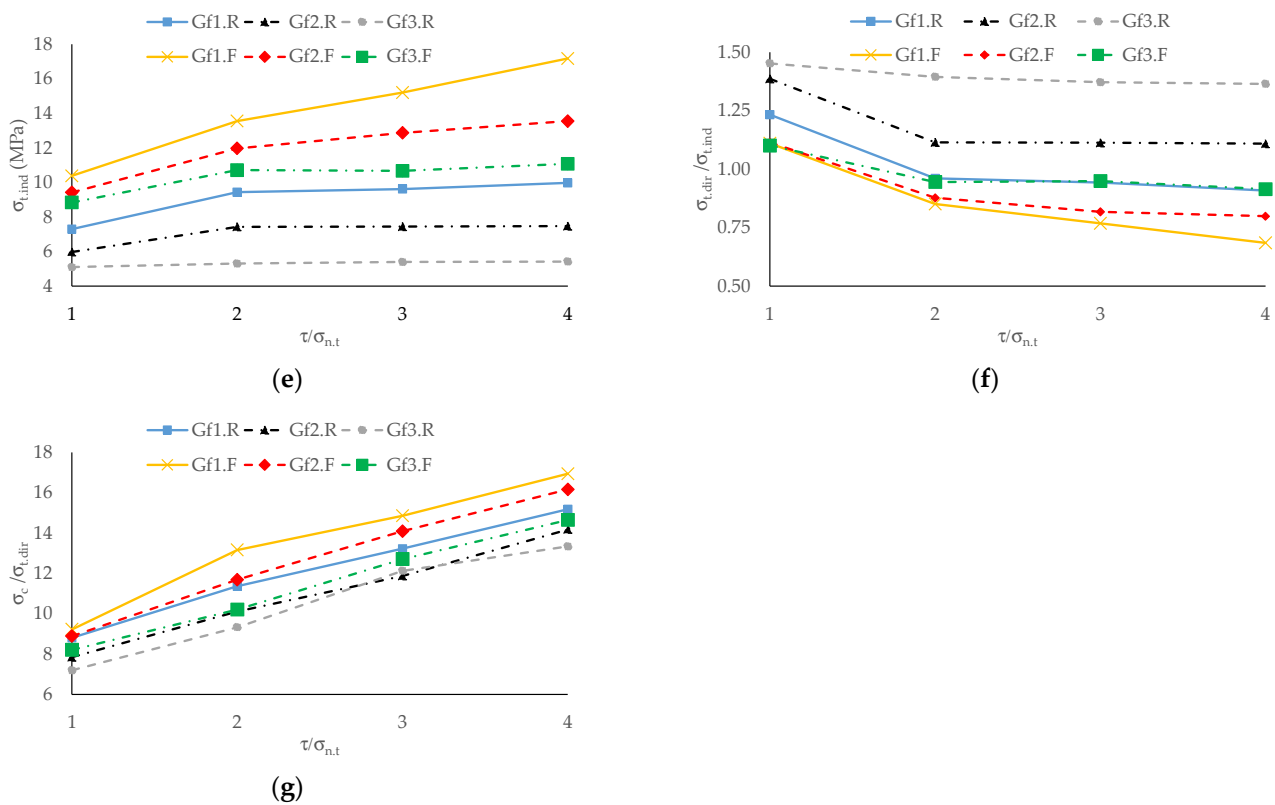 Gf1.R Gf2.R Gf3.R
Gf1.F Gf2.F Gf3.F
18
16
14
12
10
8
6
4
σt.ind (MPa)
1 2 3 4
τ/σn.t
(e)
Gf1.R Gf2.R Gf3.R
Gf1.F Gf2.F Gf3.F
1.50
1.25
1.00
0.75
0.50
σt.dir /σt.ind
1 2 3 4
τ/σn.t
(f)
Gf1.R Gf2.R Gf3.R
Gf1.F Gf2.F Gf3.F
18
16
14
12
10
8
6
σc /σt.dir
1 2 3 4
τ/σn.t
(g)